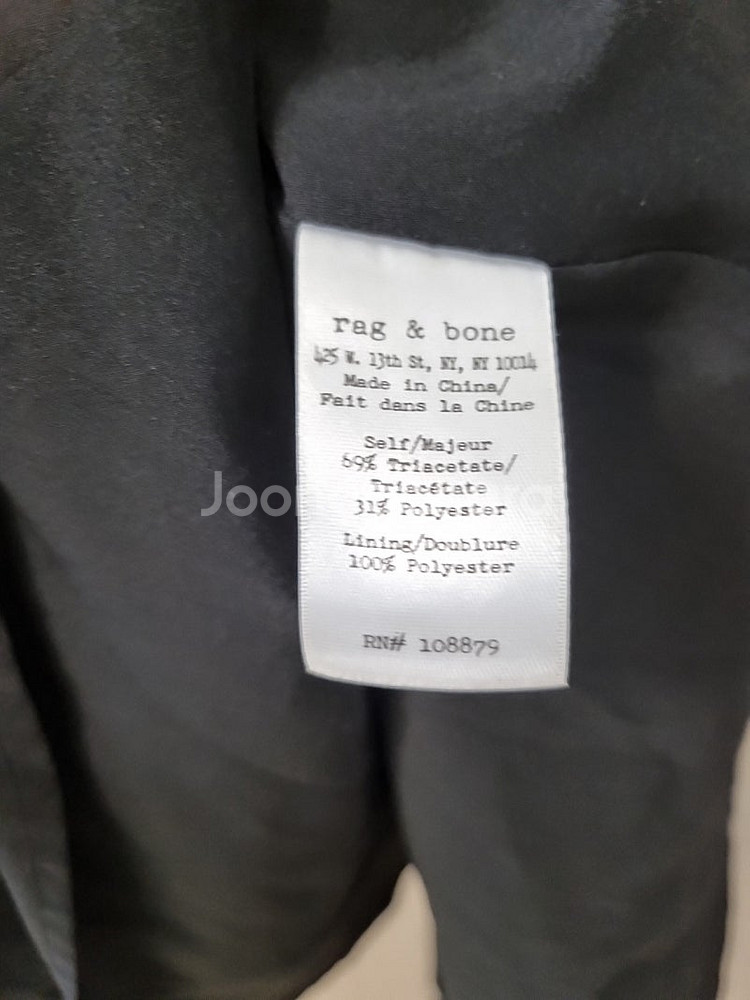 rag & bone
425 W. 13th St, NY, NY 10014
Made in China/
Fait dans la Chine
Self/Majeur
69% Triacetate/
Triacétate
31% Polyester
Lining/Doublure
100% Polyester
RN# 108879